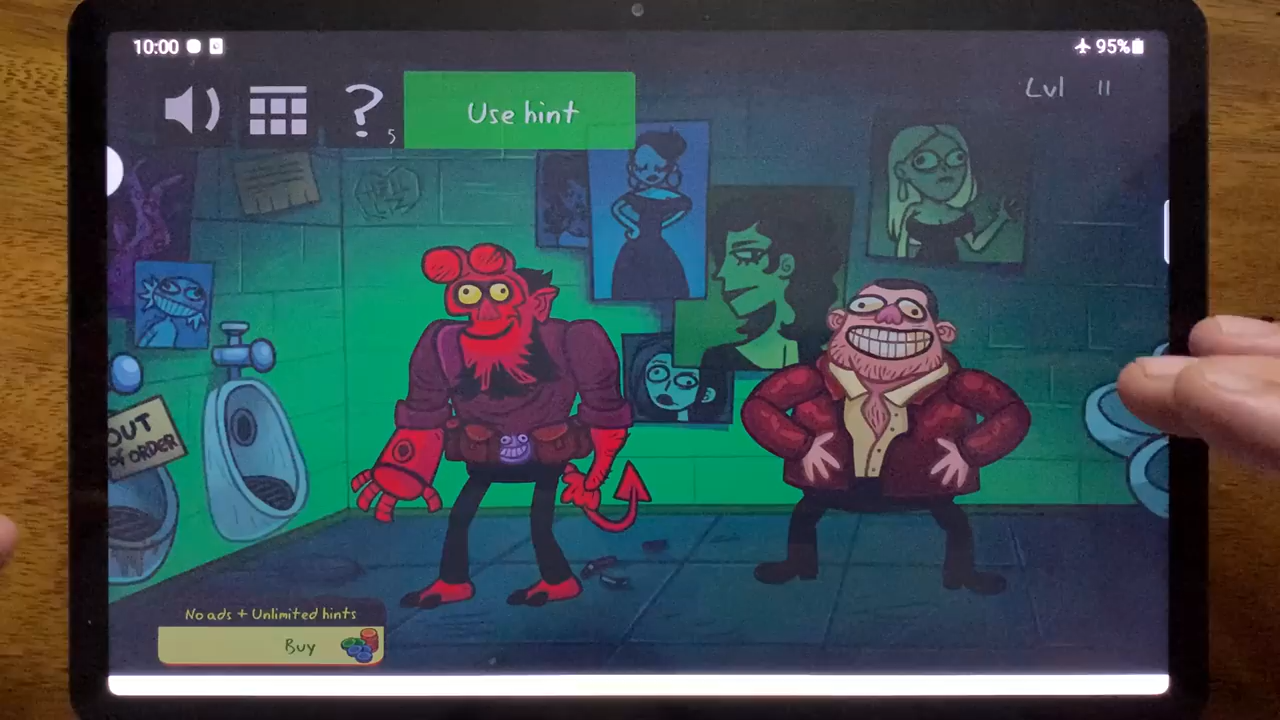 10:00
95%
?
5
Use hint
Lvl 11
OUT
OF ORDER
No ads + Unlimited hints
Buy